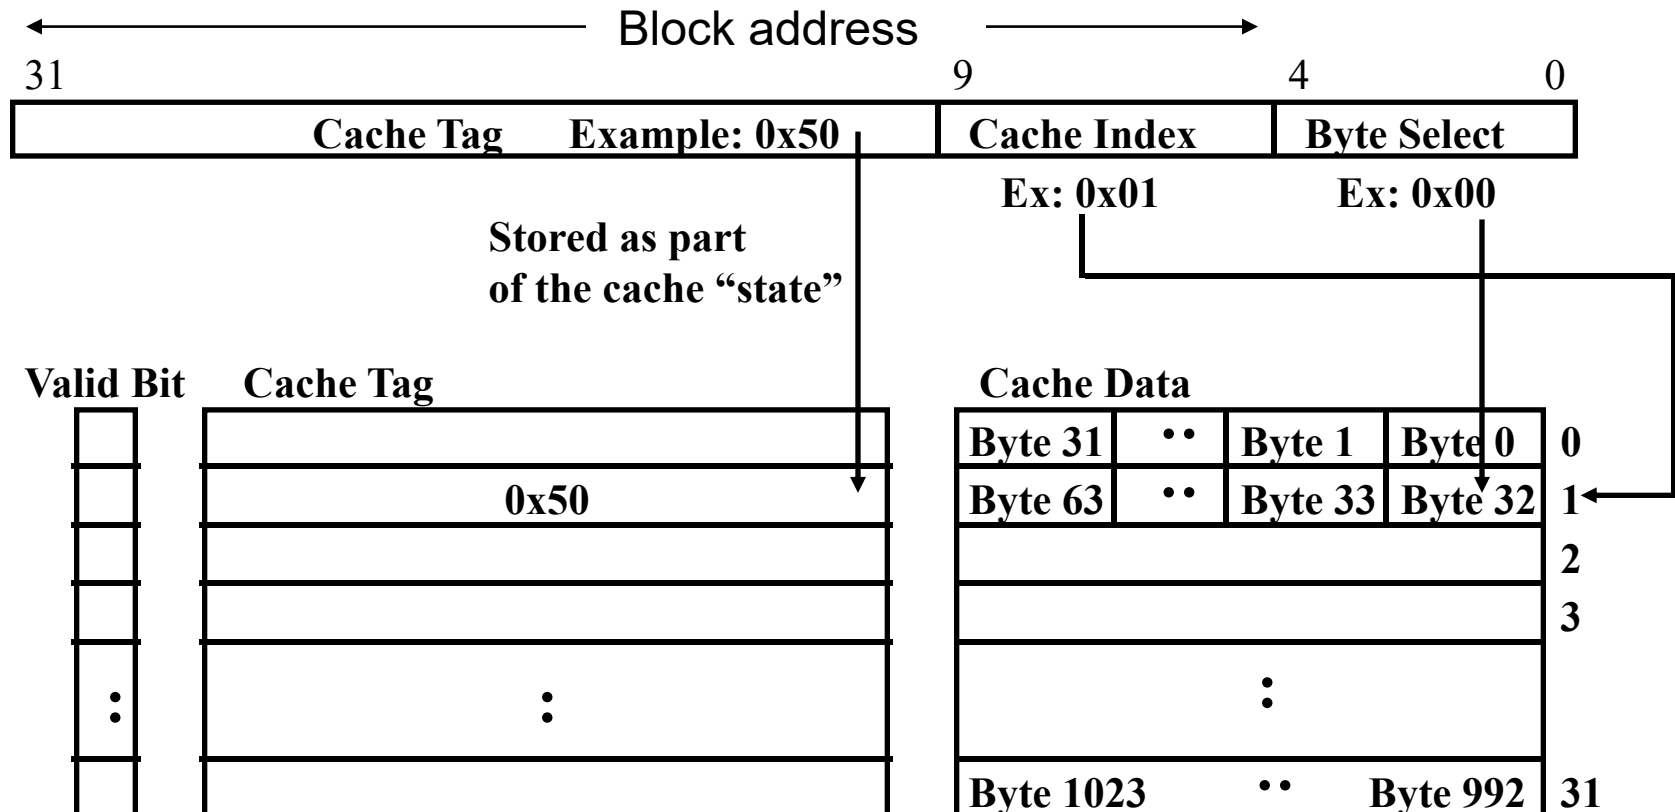 Block address
31 9 4 0
Cache Tag Example: 0x50 Cache Index Byte Select
Ex: 0x01 Ex: 0x00
Stored as part
of the cache “state”
Valid Bit Cache Tag Cache Data
Byte 31 •• Byte 1 Byte 0 0
0x50 Byte 63 •• Byte 33 Byte 32 1
2
3
: : :
Byte 1023 •• Byte 992 31